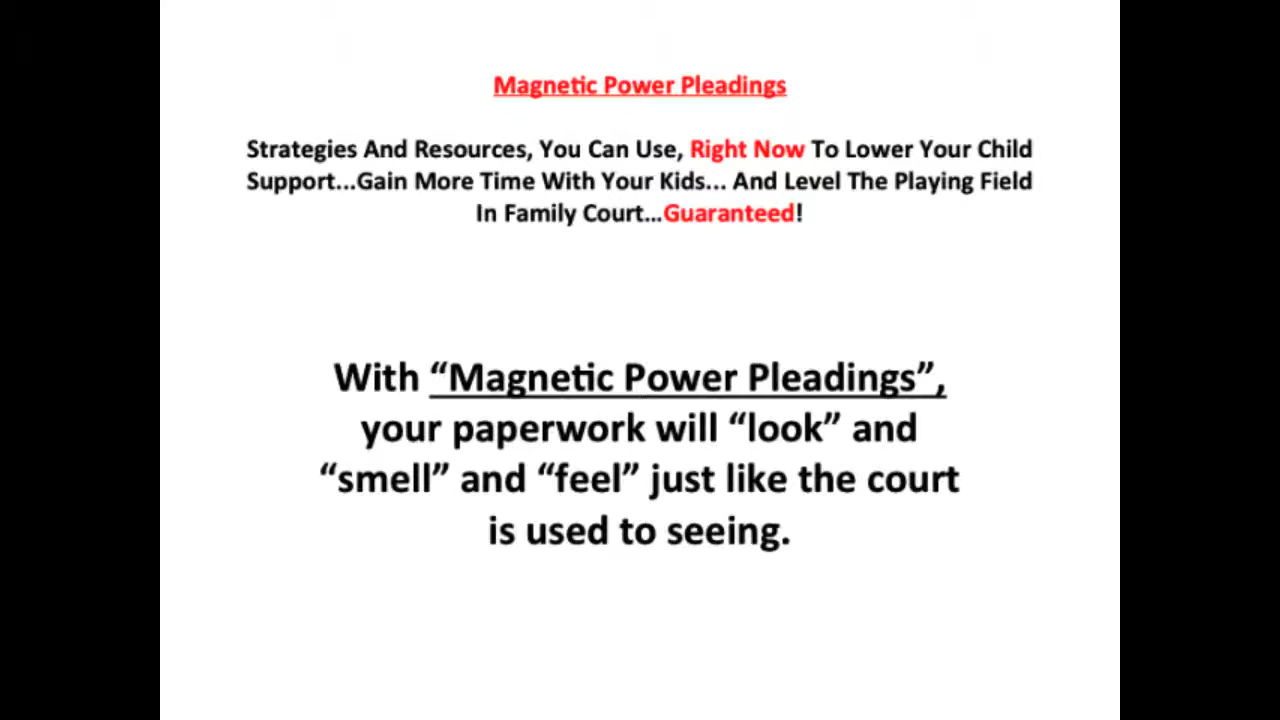 Magnetic Power Pleadings
Strategies And Resources, You Can Use, Right Now To Lower Your Child
Support...Gain More Time With Your Kids... And Level The Playing Field
In Family Court...Guaranteed!
With “Magnetic Power Pleadings”,
your paperwork will “look” and
“smell” and “feel” just like the court
is used to seeing.